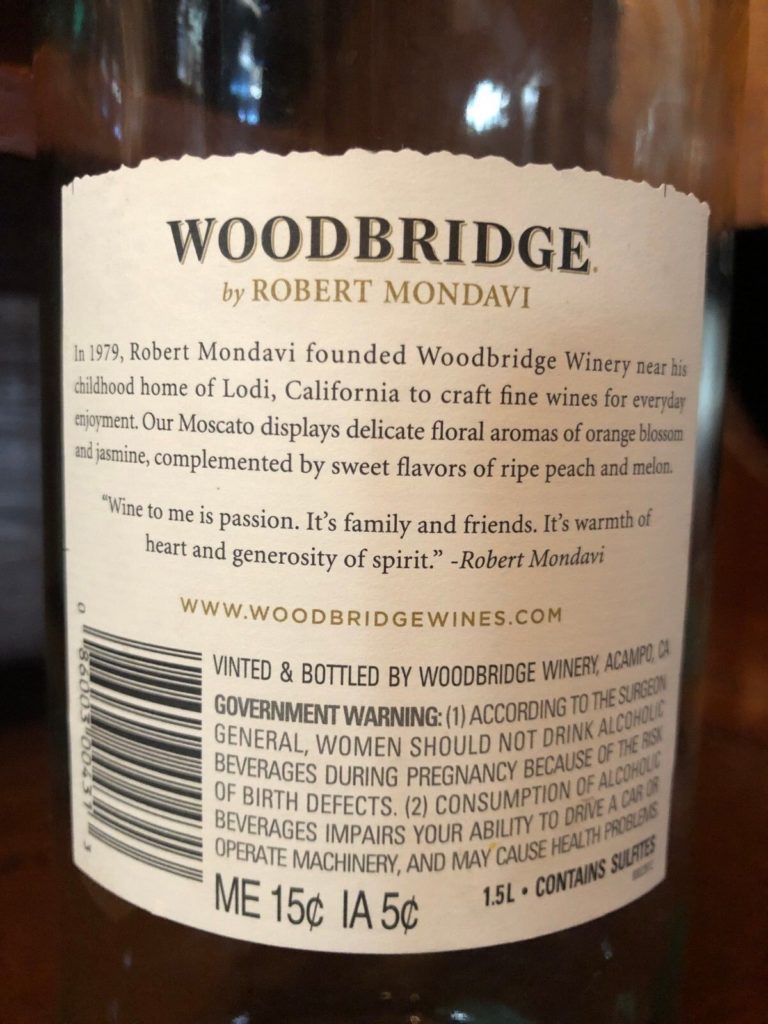 WOODBRIDGE.
by ROBERT MONDAVI
In 1979, Robert Mondavi founded Woodbridge Winery near his
childhood home of Lodi, California to craft fine wines for everyday
enjoyment. Our Moscato displays delicate floral aromas of orange blossom
and jasmine, complemented by sweet flavors of ripe peach and melon.
“Wine to me is passion. It’s family and friends. It’s warmth of
heart and generosity of spirit.” -Robert Mondavi
WWW.WOODBRIDGEWINES.COM
0 86003 00431 3
VINTED & BOTTLED BY WOODBRIDGE WINERY, ACAMPO, CA
GOVERNMENT WARNING: (1) ACCORDING TO THE SURGEON
GENERAL, WOMEN SHOULD NOT DRINK ALCOHOLIC
BEVERAGES DURING PREGNANCY BECAUSE OF THE RISK
OF BIRTH DEFECTS. (2) CONSUMPTION OF ALCOHOLIC
BEVERAGES IMPAIRS YOUR ABILITY TO DRIVE A CAR OR
OPERATE MACHINERY, AND MAY CAUSE HEALTH PROBLEMS.
ME 15¢ IA 5¢
1.5L • CONTAINS SULFITES